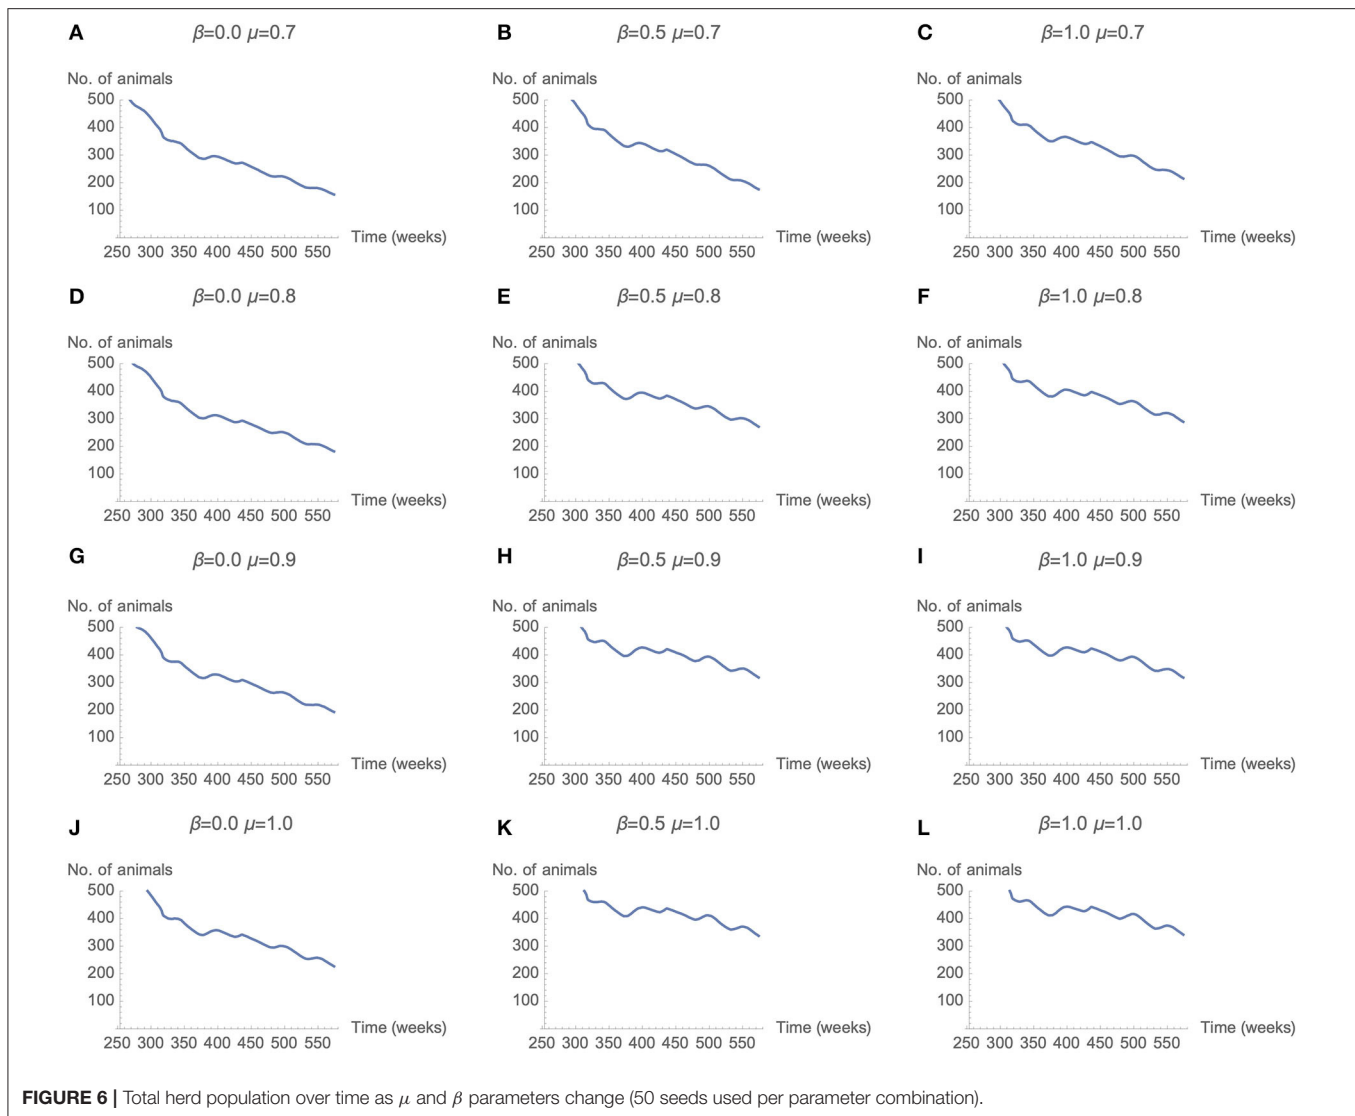 A β=0.0 μ=0.7
No. of animals
500
400
300
200
100
250 300 350 400 450 500 550 Time (weeks)
B β=0.5 μ=0.7
No. of animals
500
400
300
200
100
250 300 350 400 450 500 550 Time (weeks)
C β=1.0 μ=0.7
No. of animals
500
400
300
200
100
250 300 350 400 450 500 550 Time (weeks)
D β=0.0 μ=0.8
No. of animals
500
400
300
200
100
250 300 350 400 450 500 550 Time (weeks)
E β=0.5 μ=0.8
No. of animals
500
400
300
200
100
250 300 350 400 450 500 550 Time (weeks)
F β=1.0 μ=0.8
No. of animals
500
400
300
200
100
250 300 350 400 450 500 550 Time (weeks)
G β=0.0 μ=0.9
No. of animals
500
400
300
200
100
250 300 350 400 450 500 550 Time (weeks)
H β=0.5 μ=0.9
No. of animals
500
400
300
200
100
250 300 350 400 450 500 550 Time (weeks)
I β=1.0 μ=0.9
No. of animals
500
400
300
200
100
250 300 350 400 450 500 550 Time (weeks)
J β=0.0 μ=1.0
No. of animals
500
400
300
200
100
250 300 350 400 450 500 550 Time (weeks)
K β=0.5 μ=1.0
No. of animals
500
400
300
200
100
250 300 350 400 450 500 550 Time (weeks)
L β=1.0 μ=1.0
No. of animals
500
400
300
200
100
250 300 350 400 450 500 550 Time (weeks)
FIGURE 6 | Total herd population over time as μ and β parameters change (50 seeds used per parameter combination).